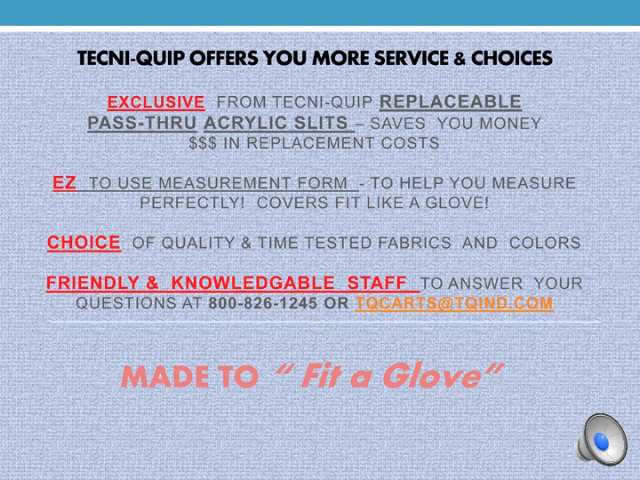 TECNI-QUIP OFFERS YOU MORE SERVICE & CHOICES
EXCLUSIVE FROM TECNI-QUIP REPLACEABLE
PASS-THRU ACRYLIC SLITS – SAVES YOU MONEY
$$$ IN REPLACEMENT COSTS
EZ TO USE MEASUREMENT FORM - TO HELP YOU MEASURE
PERFECTLY! COVERS FIT LIKE A GLOVE!
CHOICE OF QUALITY & TIME TESTED FABRICS AND COLORS
FRIENDLY & KNOWLEDGABLE STAFF TO ANSWER YOUR
QUESTIONS AT 800-826-1245 OR TQCARTS@TQIND.COM
MADE TO “ Fit a Glove”